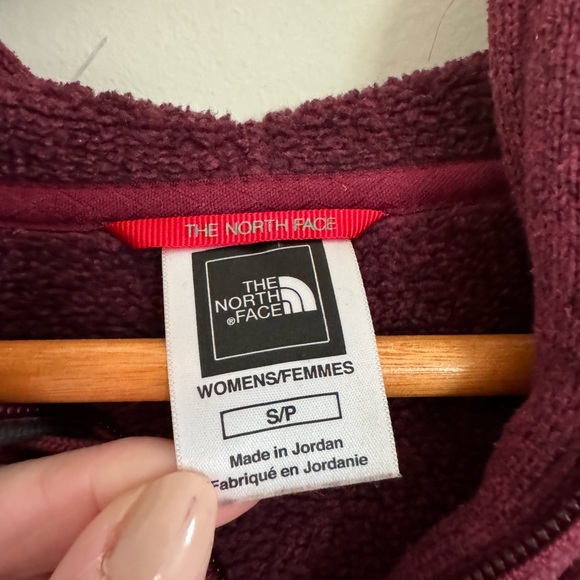 THE NORTH FACE
THE
NORTH
®FACE
WOMENS/FEMMES
S/P
Made in Jordan
Fabriqué en Jordanie